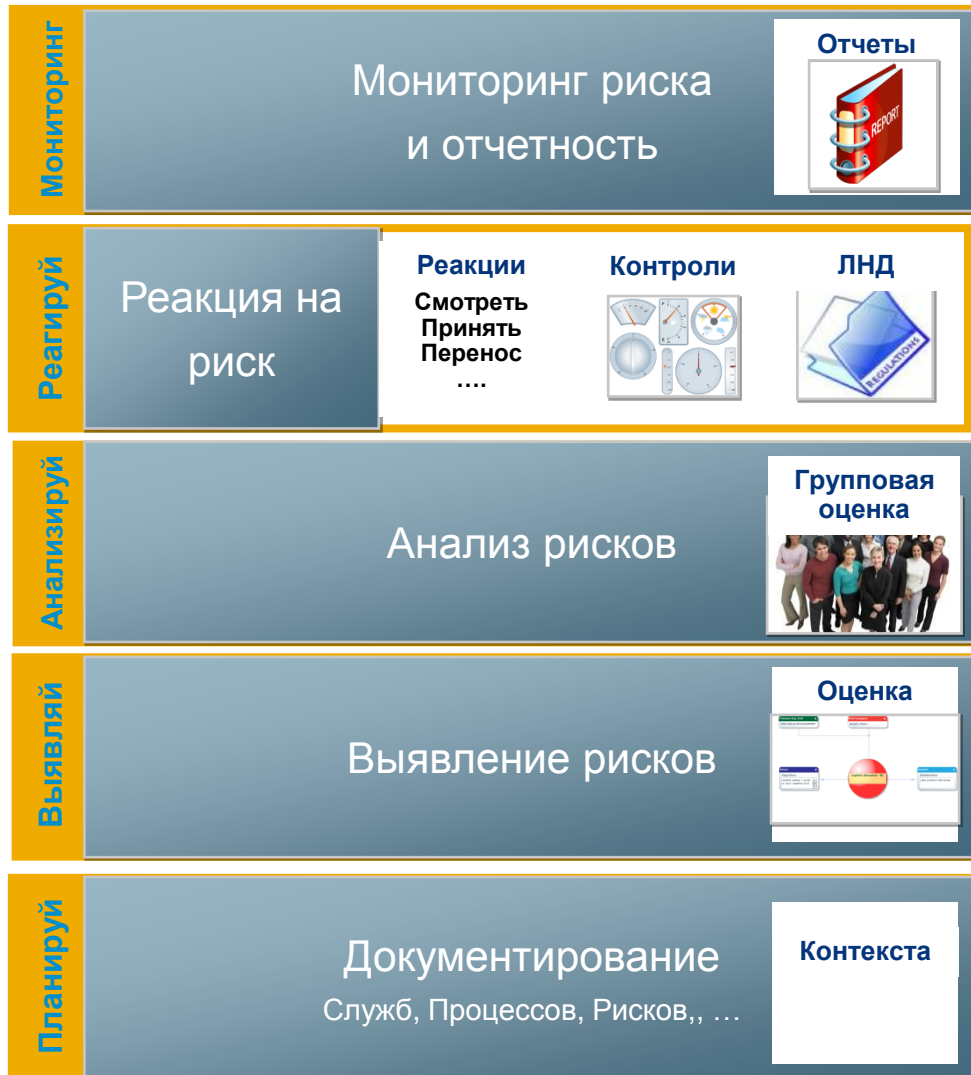 Мониторинг
Мониторинг риска
и отчетность
Отчеты
REPORT
Реагируй
Реакция на
риск
Реакции
Смотреть
Принять
Перенос
….
Контроли
ЛНД
REGULATIONS
Анализируй
Анализ рисков
Групповая
оценка
Выявляй
Выявление рисков
Оценка
Планируй
Документирование
Служб, Процессов, Рисков,, …
Контекста